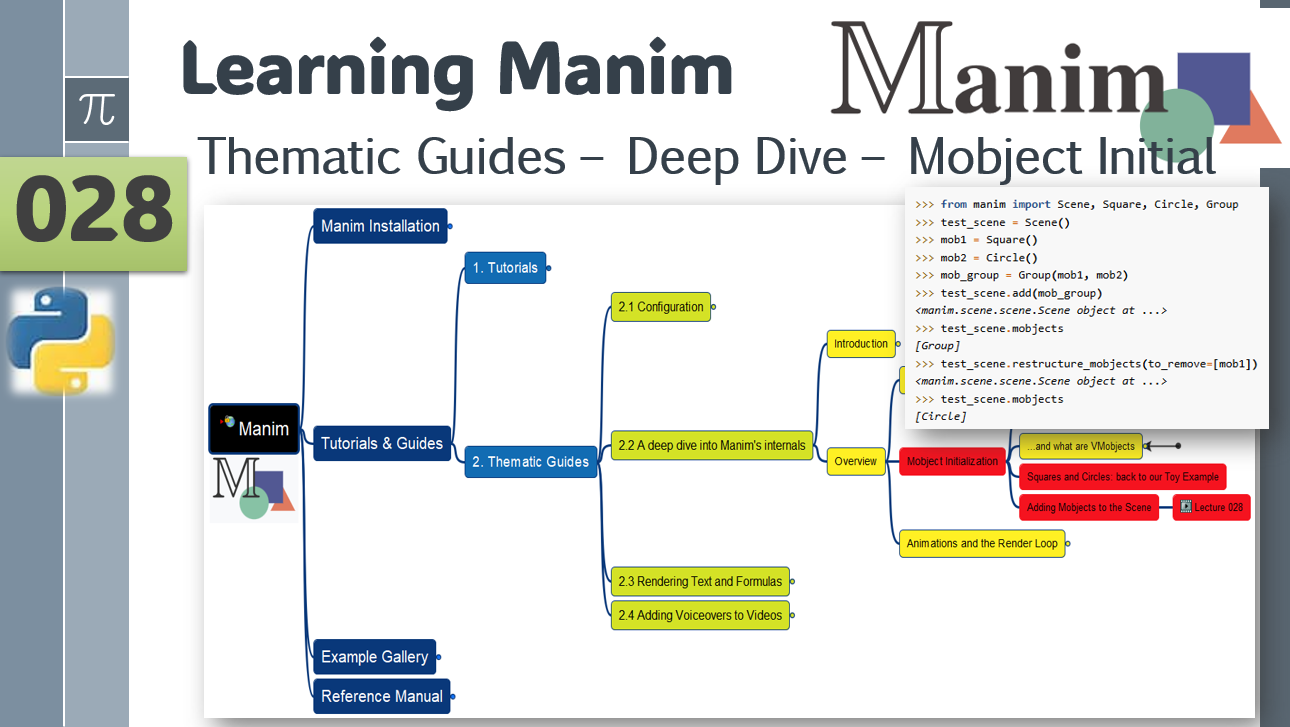 Learning Manim
Manim
π
Thematic Guides – Deep Dive – Mobject Initial
028
>>> from manim import Scene, Square, Circle, Group
>>> test_scene = Scene()
>>> mob1 = Square()
>>> mob2 = Circle()
>>> mob_group = Group(mob1, mob2)
>>> test_scene.add(mob_group)
<manim.scene.scene.Scene object at ...>
>>> test_scene.mobjects
[Group]
>>> test_scene.restructure_mobjects(to_remove=[mob1])
<manim.scene.scene.Scene object at ...>
>>> test_scene.mobjects
[Circle]
Manim Installation
1. Tutorials
2.1 Configuration
Introduction
Manim
Tutorials & Guides
2. Thematic Guides
2.2 A deep dive into Manim's internals
Overview
Mobject Initialization
...and what are VMobjects
Squares and Circles: back to our Toy Example
Adding Mobjects to the Scene
Lecture 028
Animations and the Render Loop
M
2.3 Rendering Text and Formulas
2.4 Adding Voiceovers to Videos
Example Gallery
Reference Manual